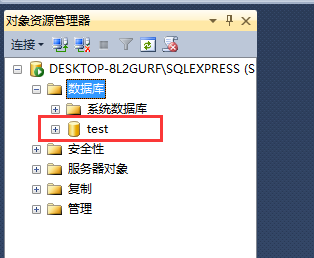 对象资源管理器
连接
DESKTOP-8L2GURF\SQLEXPRESS (S
数据库
系统数据库
test
安全性
服务器对象
复制
管理